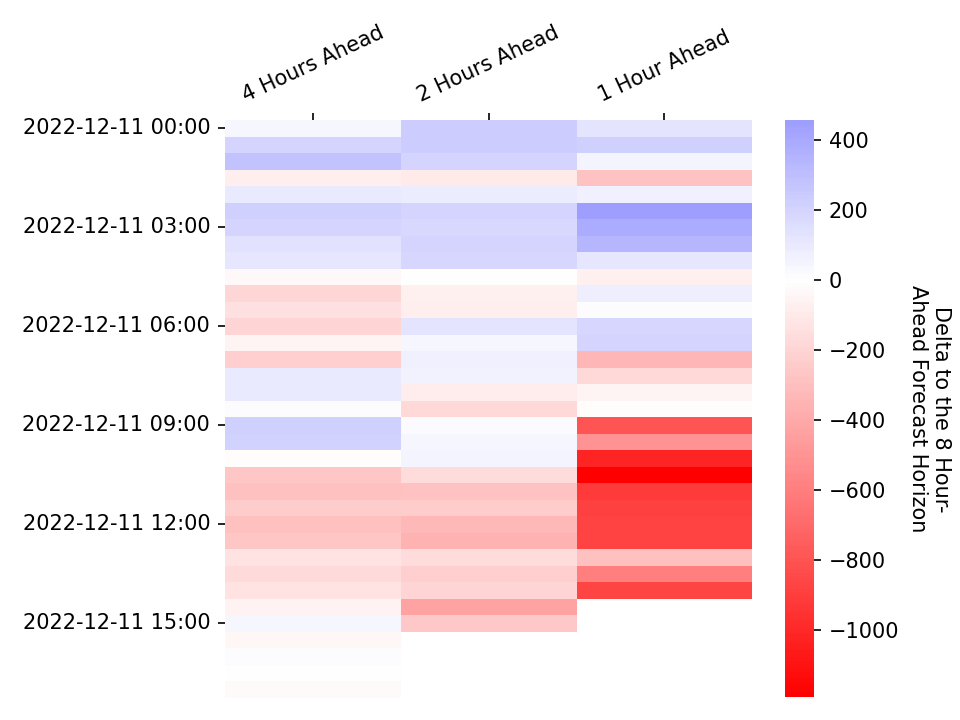 4 Hours Ahead
2 Hours Ahead
1 Hour Ahead
2022-12-11 00:00
2022-12-11 03:00
2022-12-11 06:00
2022-12-11 09:00
2022-12-11 12:00
2022-12-11 15:00
400
200
0
−200
−400
−600
−800
−1000
Delta to the 8 Hour-
Ahead Forecast Horizon